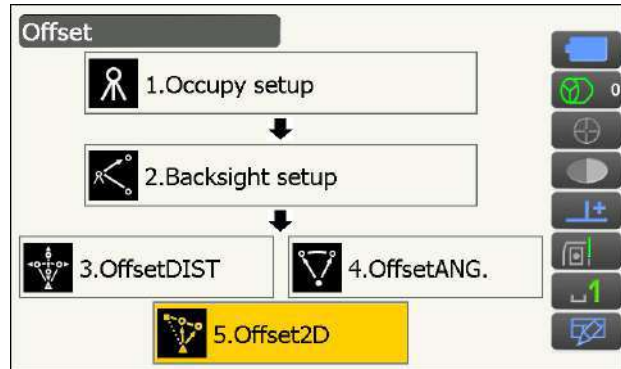 Offset
1.Occupy setup
0
2.Backsight setup
3.OffsetDIST
4.OffsetANG.
1
5.Offset2D